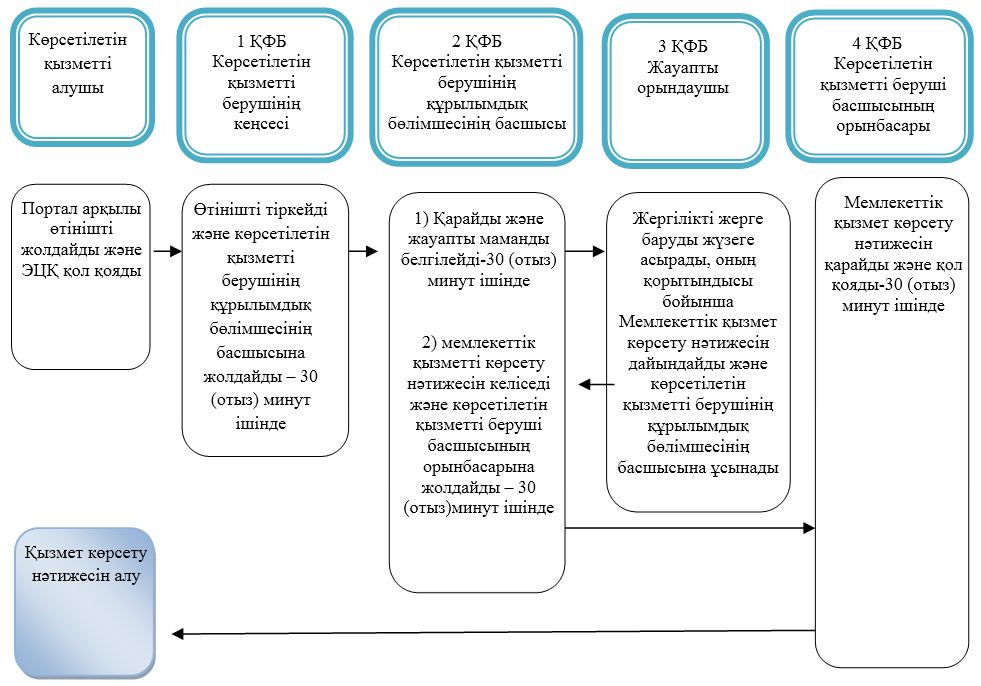 Көрсетілетін
қызметті
алушы
1 ҚФБ
Көрсетілетін
қызметті
берушінің
кеңсесі
2 ҚФБ
Көрсетілетін қызметті
берушінің
құрылымдық
бөлімшесінің басшысы
3 ҚФБ
Жауапты
орындаушы
4 ҚФБ
Көрсетілетін
қызметті беруші
басшысының
орынбасары
Портал арқылы
өтінішті
жолдайды және
ЭЦҚ қол қояды
Өтінішті тіркейді
және көрсетілетін
қызметті
берушінің
құрылымдық
бөлімшесінің
басшысына
жолдайды – 30
(отыз) минут
ішінде
1) Қарайды және
жауапты маманды
белгілейді-30 (отыз)
минут ішінде
2) мемлекеттік
қызметті көрсету
нәтижесін келіседі
және көрсетілетін
қызметті беруші
басшысының
орынбасарына
жолдайды – 30
(отыз)минут ішінде
Жергілікті жерге
баруды жүзеге
асырады, оның
қорытындысы
бойынша
Мемлекеттік қызмет
көрсету нәтижесін
дайындайды және
көрсетілетін
қызметті берушінің
құрылымдық
бөлімшесінің
басшысына ұсынады
Мемлекеттік
қызмет көрсету
нәтижесін
қарайды және қол
қояды-30 (отыз)
минут ішінде
Қызмет көрсету
нәтижесін алу